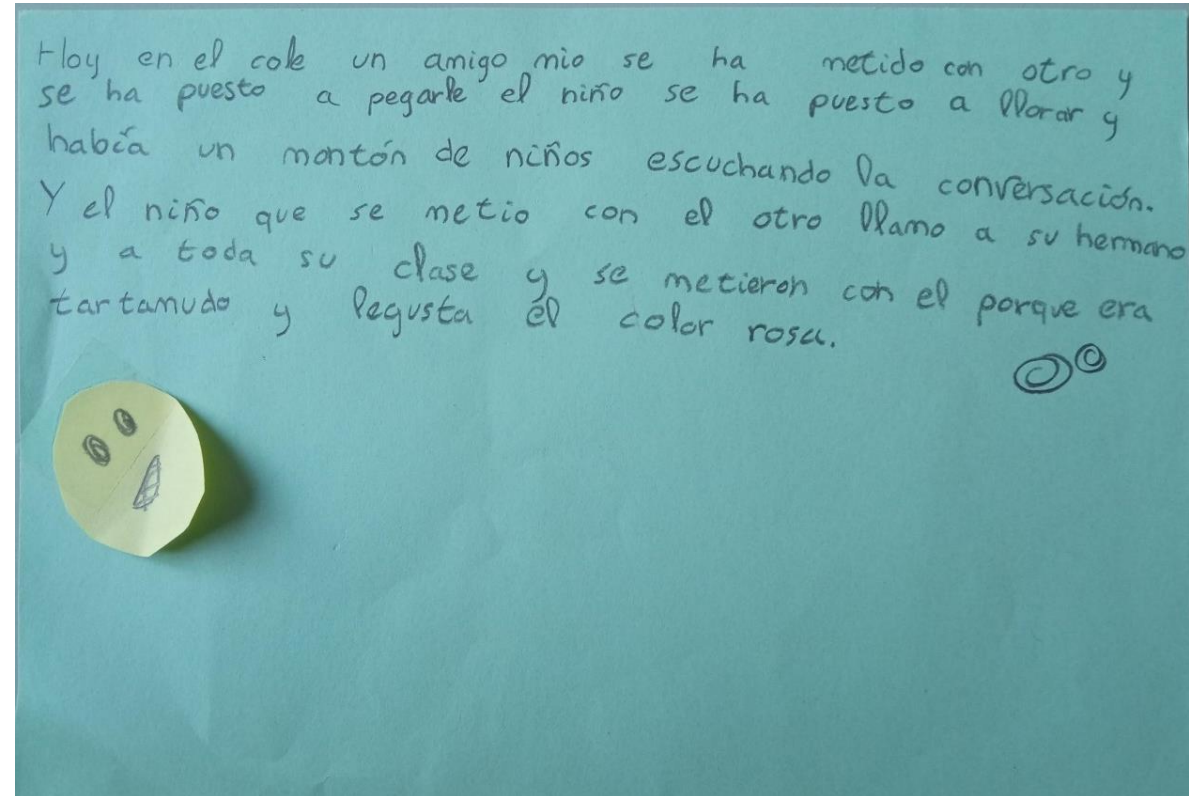 Hoy en el cole un amigo mio se ha metido con otro y
se ha puesto a pegarle el niño se ha puesto a llorar y
había un montón de niños escuchando la conversación.
Y el niño que se metio con el otro llamo a su hermano
y a toda su clase y se metieron con el porque era
tartamudo y legusta el color rosa.